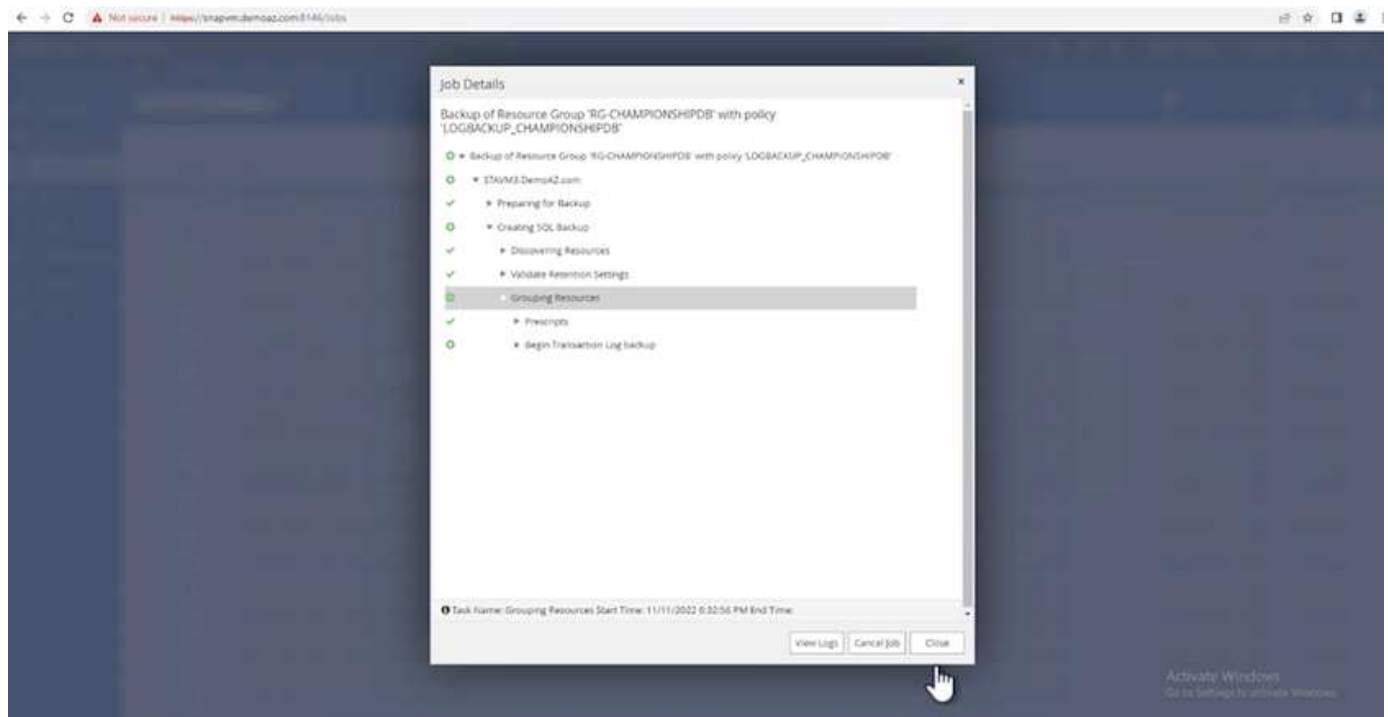 Not secure | https://snapvm.demoaz.com:8146/Jobs
Job Details
Backup of Resource Group 'RG-CHAMPIONSHIPDB' with policy
'LOGBACKUP_CHAMPIONSHIPDB'
Backup of Resource Group 'RG-CHAMPIONSHIPDB' with policy 'LOGBACKUP_CHAMPIONSHIPDB'
STAVM3.DemoAZ.com
Preparing for Backup
Creating SQL Backup
Discovering Resources
Validate Retention Settings
Grouping Resources
Prescripts
Begin Transaction Log backup
Task Name: Grouping Resources Start Time: 11/11/2022 6:32:56 PM End Time:
View Logs Cancel Job Close
Activate Windows
Go to Settings to activate Windows.